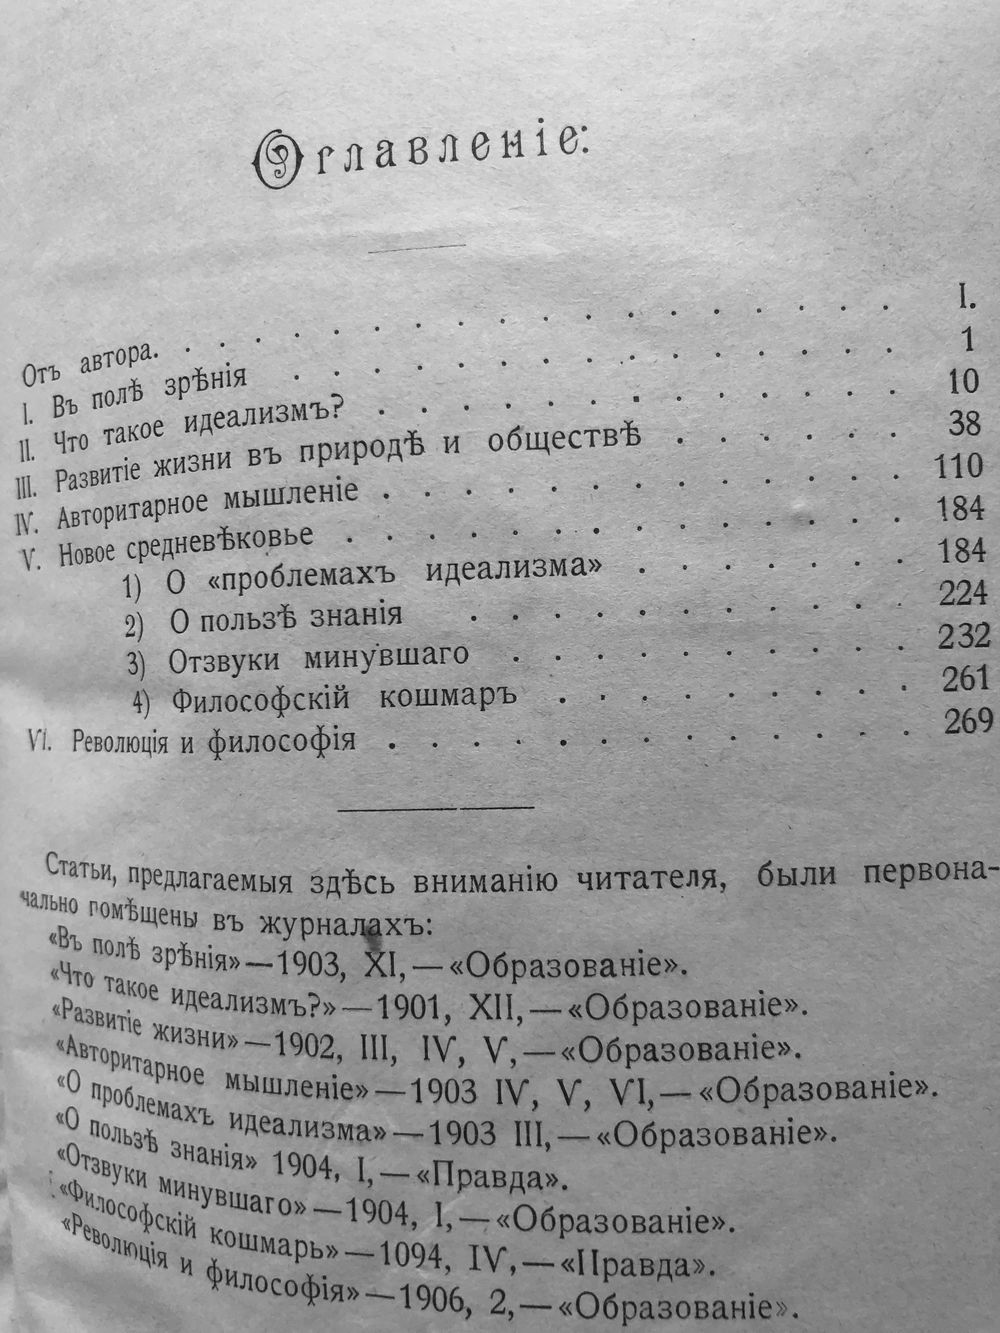 Оглавленіе:
Отъ автора. . . . . . . . . . . . . . . . . . . I.
I. Въ полѣ зрѣнія . . . . . . . . . . . . . . . 1
II. Что такое идеализмъ? . . . . . . . . . . . . 10
III. Развитіе жизни въ природѣ и обществѣ . . . . . . 38
IV. Авторитарное мышленіе . . . . . . . . . . . . 110
V. Новое средневѣковье . . . . . . . . . . . . . 184
1) О «проблемахъ идеализма» . . . . . . . 184
2) О пользѣ знанія . . . . . . . . . . . 224
3) Отзвуки минувшаго . . . . . . . . . . 232
4) Философскій кошмаръ . . . . . . . . . 261
VI. Революція и философія . . . . . . . . . . . . 269
Статьи, предлагаемыя здѣсь вниманію читателя, были первона-
чально помѣщены въ журналахъ:
«Въ полѣ зрѣнія»—1903, XI,—«Образованіе».
«Что такое идеализмъ?»—1901, XII,—«Образованіе».
«Развитіе жизни»—1902, III, IV, V,—«Образованіе».
«Авторитарное мышленіе»—1903 IV, V, VI,—«Образованіе».
«О проблемахъ идеализма»—1903 III,—«Образованіе».
«О пользѣ знанія» 1904, I,—«Правда».
«Отзвуки минувшаго»—1904, I,—«Образованіе».
«Философскій кошмарь»—1094, IV,—«Правда».
«Революція и философія»—1906, 2,—«Образованіе».